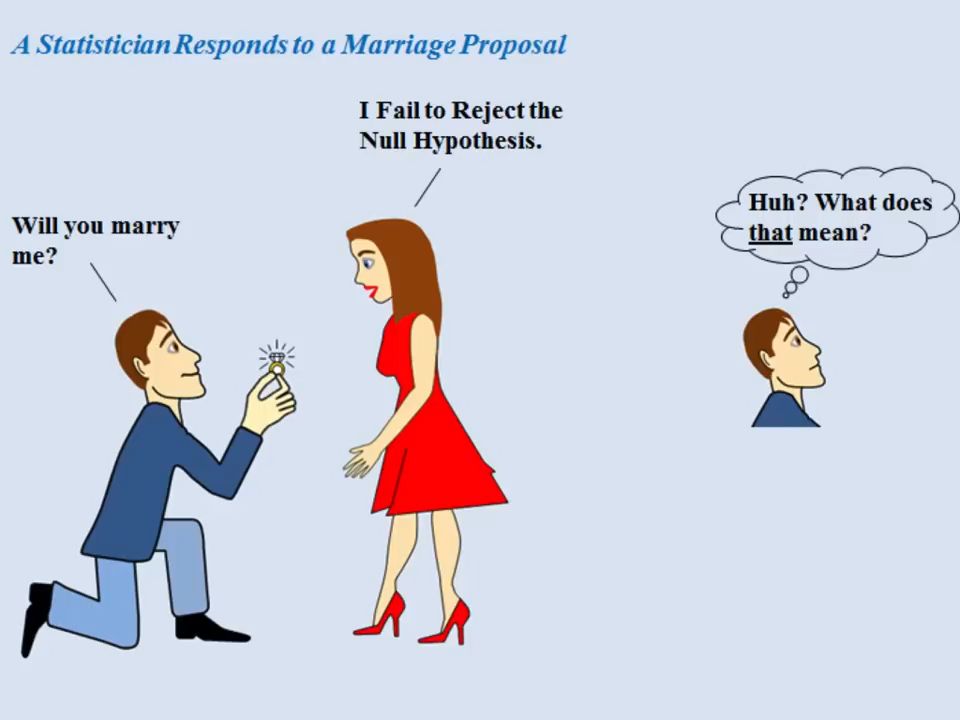 A Statistician Responds to a Marriage Proposal
I Fail to Reject the
Null Hypothesis.
Will you marry
me?
Huh? What does
that mean?